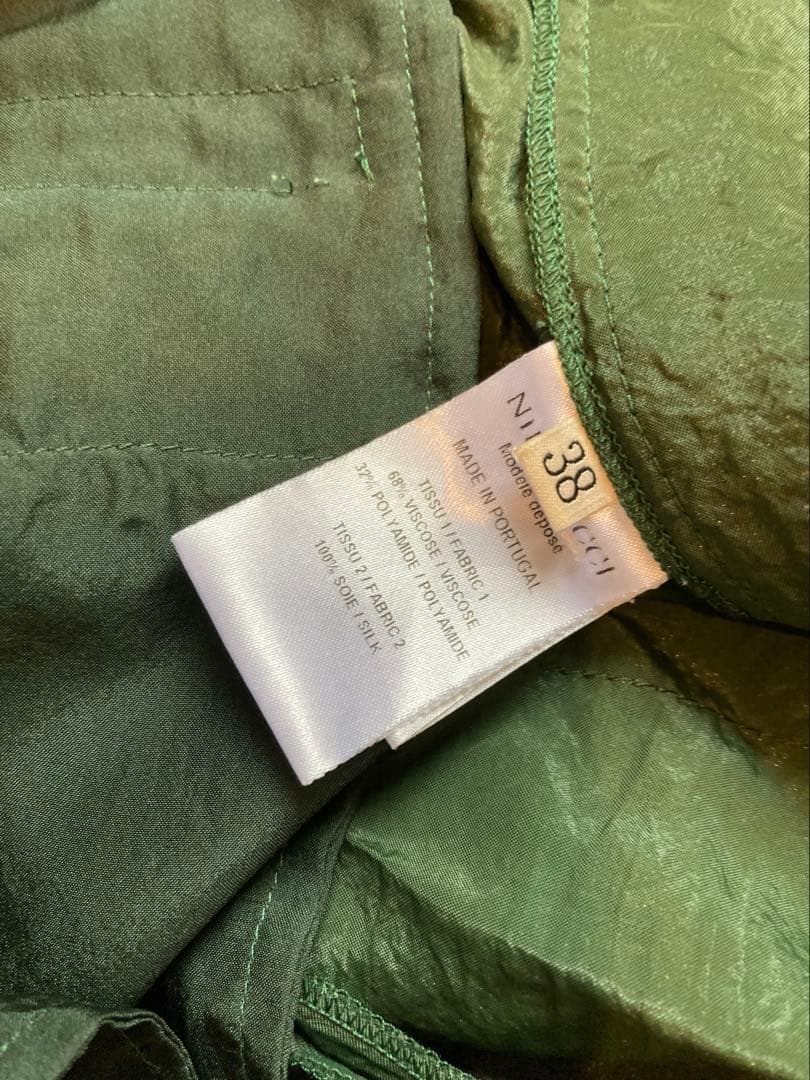 38
Modèle déposé
MADE IN PORTUGAL
TISSU 1 / FABRIC 1
68% VISCOSE / VISCOSE
32% POLYAMIDE / POLYAMIDE
TISSU 2 / FABRIC 2
100% SOIE / SILK